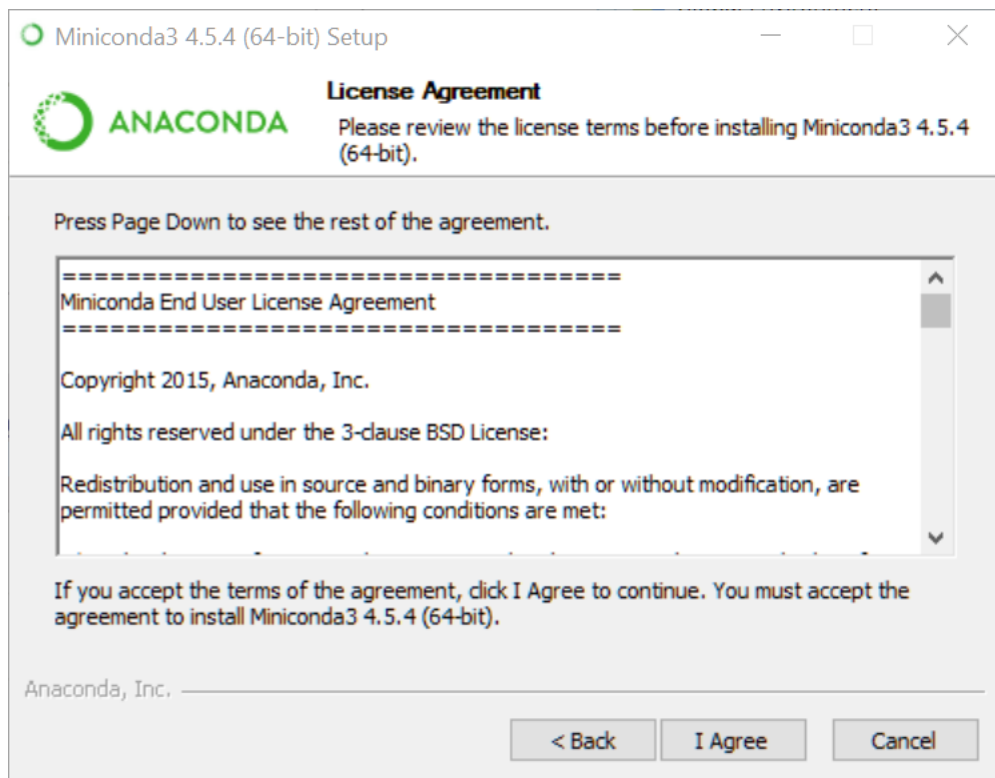 Miniconda3 4.5.4 (64-bit) Setup
ANACONDA
License Agreement
Please review the license terms before installing Miniconda3 4.5.4
(64-bit).
Press Page Down to see the rest of the agreement.
===================================
Miniconda End User License Agreement
===================================
Copyright 2015, Anaconda, Inc.
All rights reserved under the 3-clause BSD License:
Redistribution and use in source and binary forms, with or without modification, are
permitted provided that the following conditions are met:
If you accept the terms of the agreement, click I Agree to continue. You must accept the
agreement to install Miniconda3 4.5.4 (64-bit).
Anaconda, Inc.
< Back
I Agree
Cancel